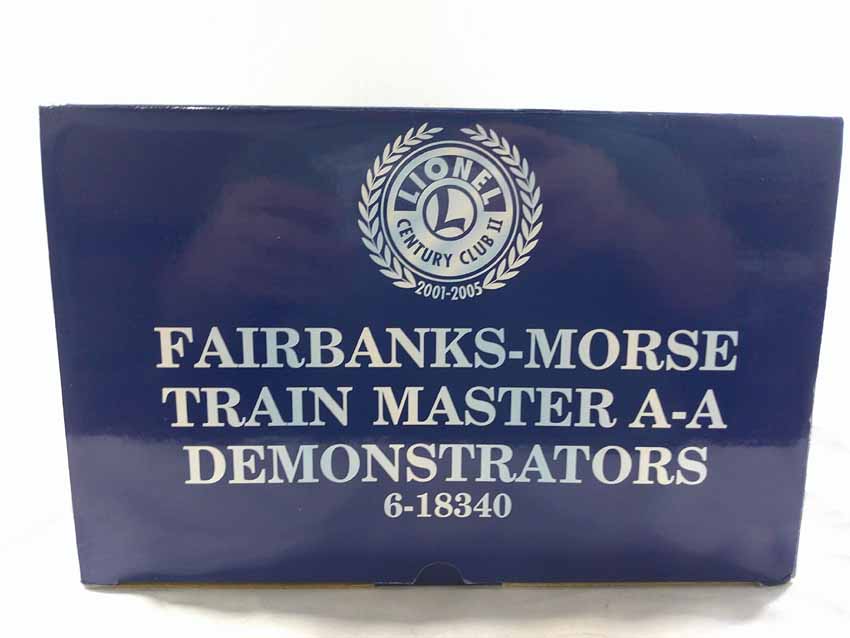 LIONEL
L
CENTURY CLUB II
2001-2005
FAIRBANKS-MORSE
TRAIN MASTER A-A
DEMONSTRATORS
6-18340